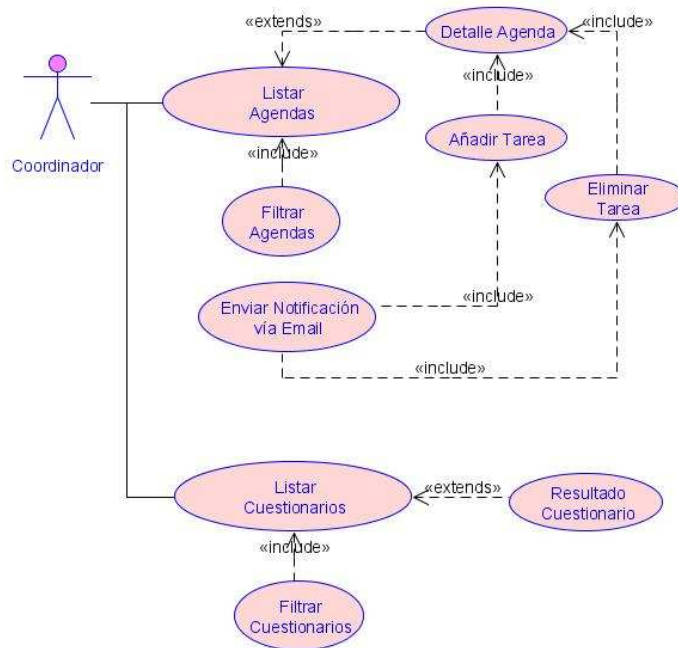 «extends»
Detalle Agenda
«include»
Listar
Agendas
«include»
Coordinador
«include»
Añadir Tarea
Filtrar
Agendas
Eliminar
Tarea
Enviar Notificación
vía Email
«include»
«include»
Listar
Cuestionarios
«extends»
Resultado
Cuestionario
«include»
Filtrar
Cuestionarios